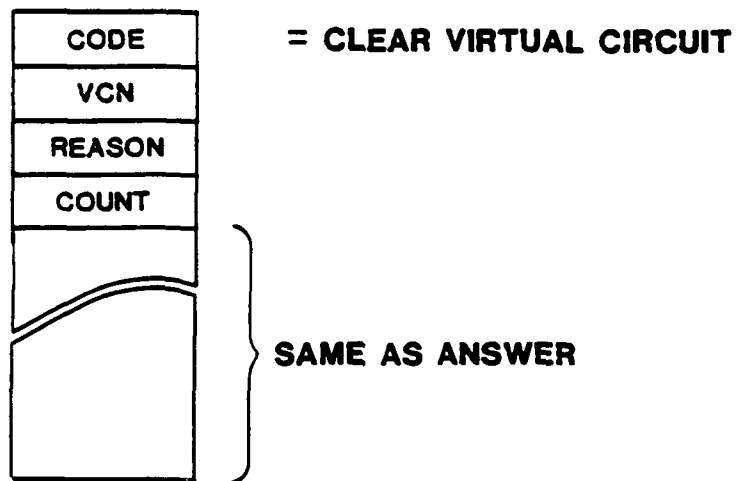 CODE = CLEAR VIRTUAL CIRCUIT
VCN
REASON
COUNT
SAME AS ANSWER